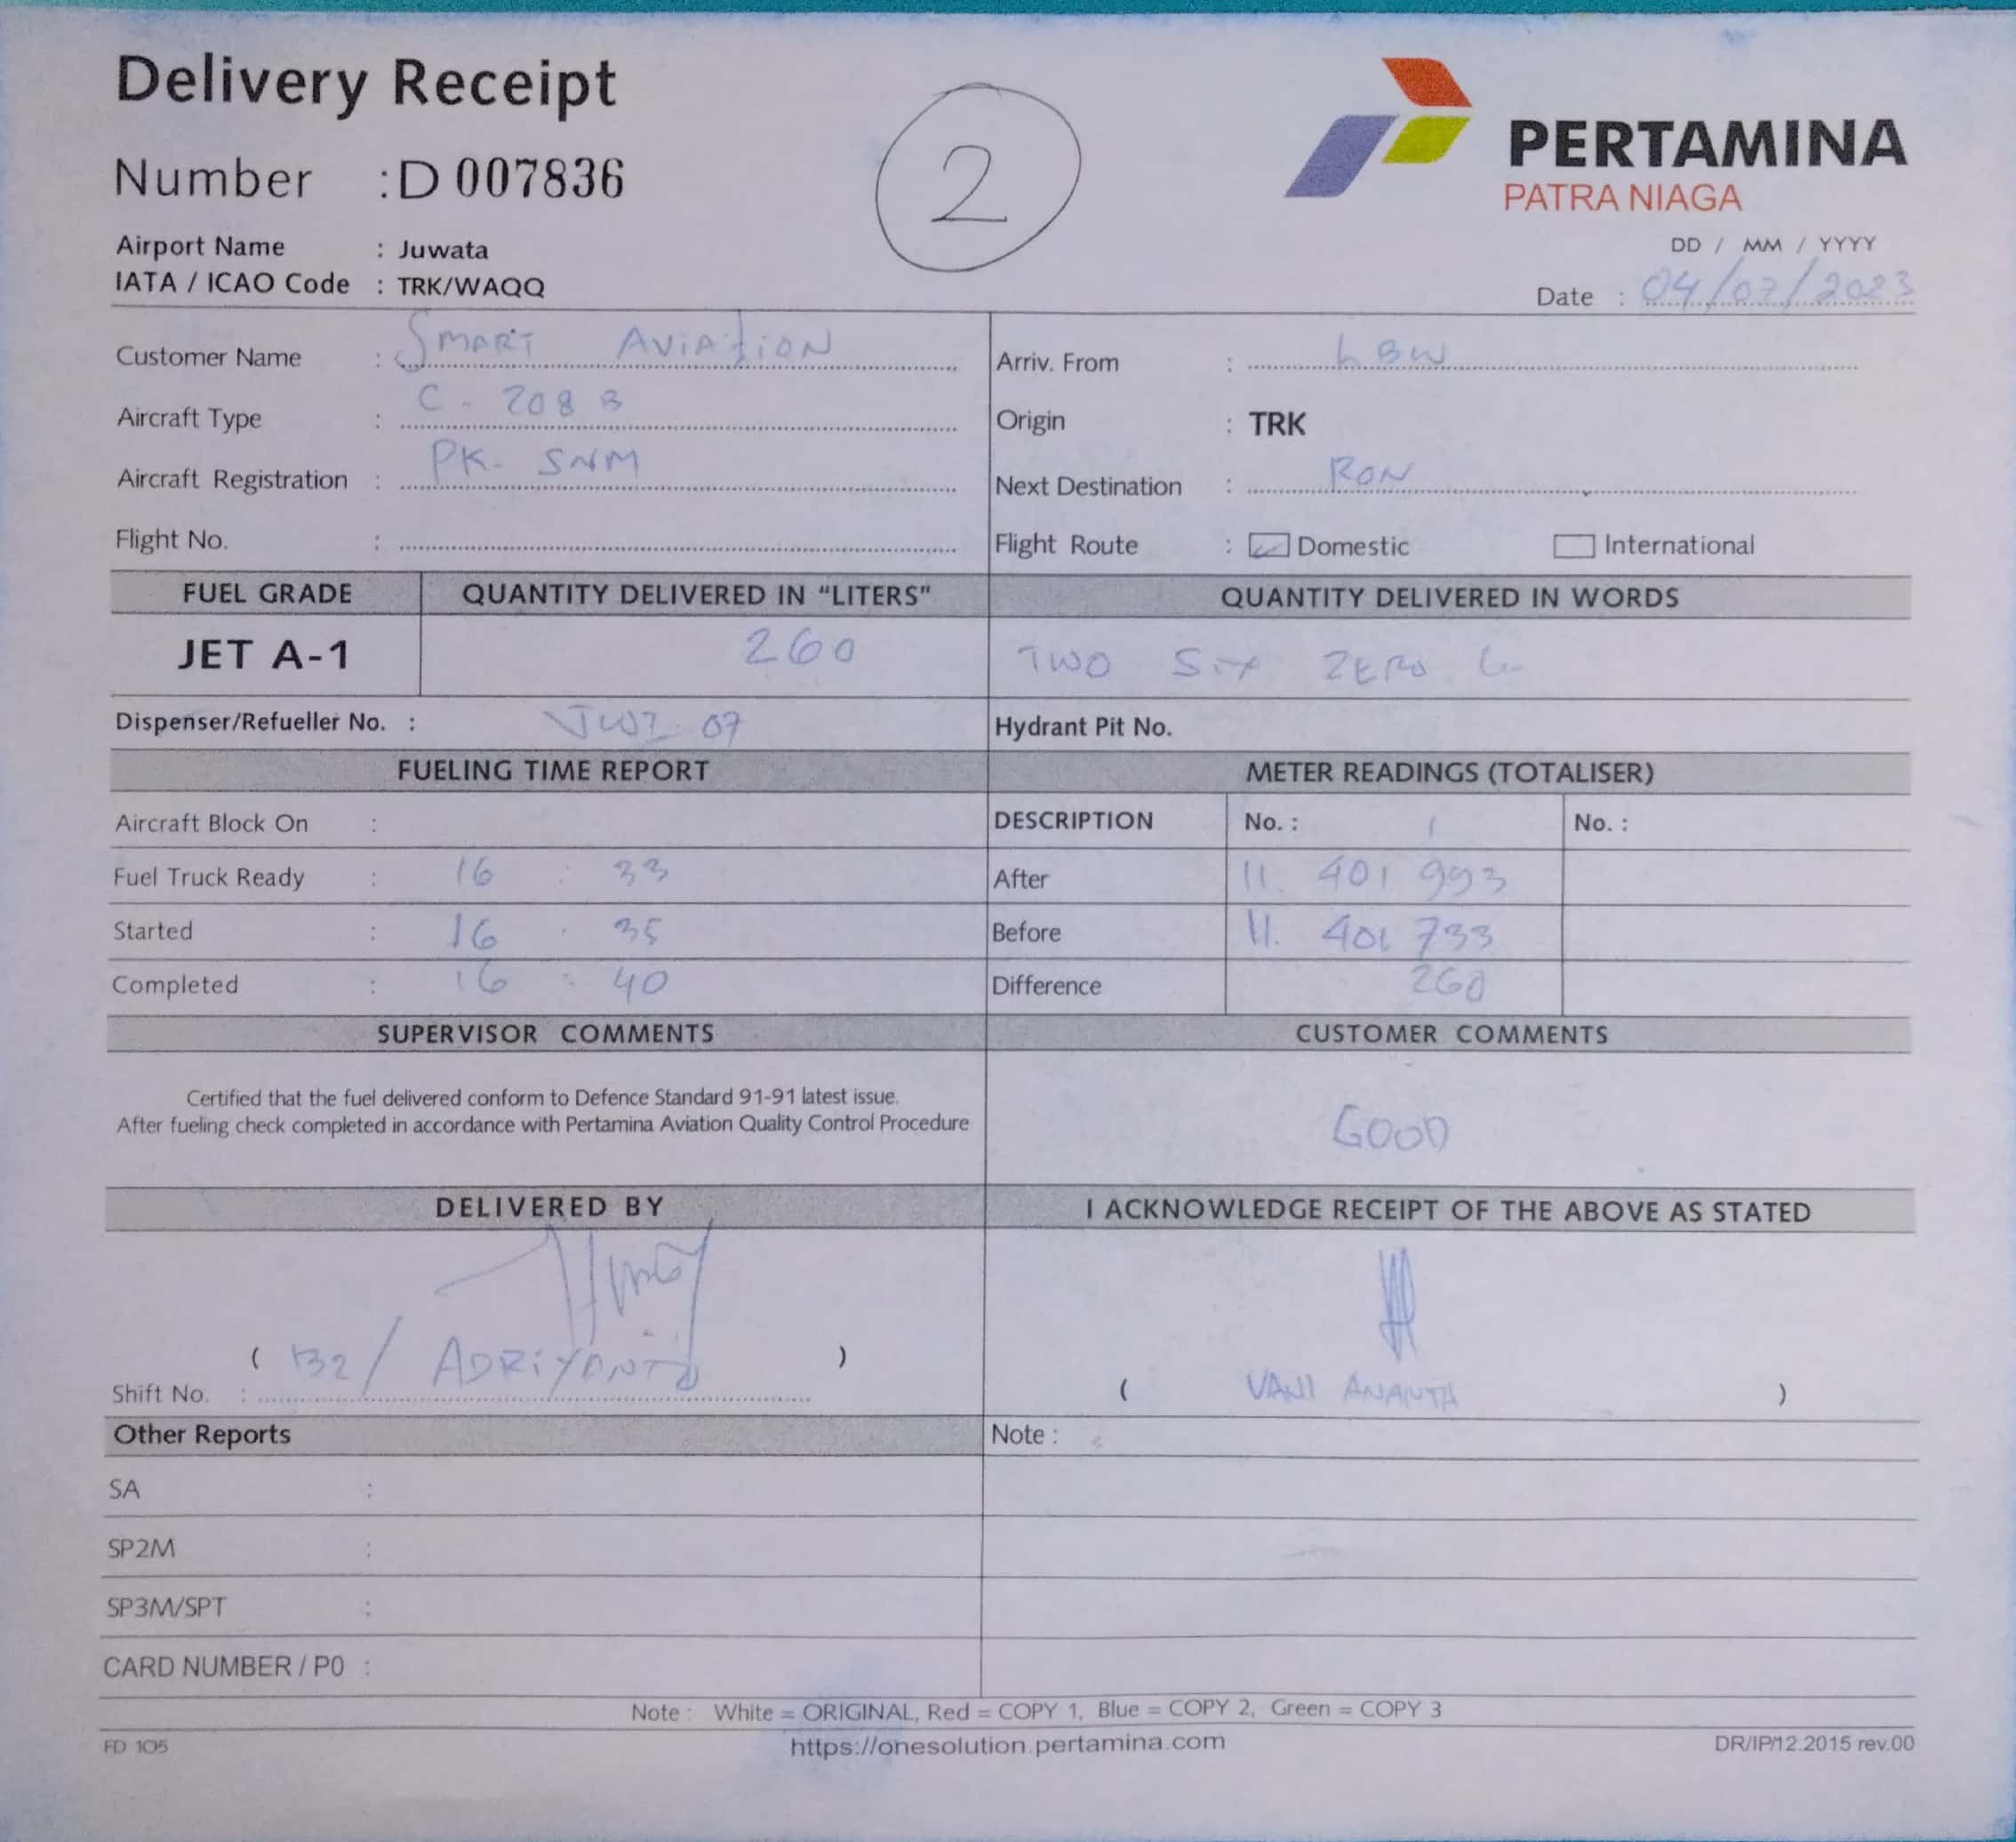 Delivery Receipt
2
PERTAMINA
PATRA NIAGA
Number : D 007836
Airport Name : Juwata
IATA / ICAO Code : TRK/WAQQ
DD / MM / YYYY
Date : 04/07/2023
Customer Name : SMART AVIATION
Arriv. From : LBW
Aircraft Type : C - 208 B
Origin : TRK
Aircraft Registration : PK- SNM
Next Destination : RON
Flight No. :
Flight Route : Domestic International
FUEL GRADE QUANTITY DELIVERED IN “LITERS” QUANTITY DELIVERED IN WORDS
JET A-1 260 TWO SIX ZERO
Dispenser/Refueller No. : 07
Hydrant Pit No.
FUELING TIME REPORT METER READINGS (TOTALISER)
Aircraft Block On :
DESCRIPTION No. : 1 No. :
Fuel Truck Ready : 16 : 33
After 11. 401 993
Started : 16 . 35
Before 11. 401 733
Completed : 16 : 40
Difference 260
SUPERVISOR COMMENTS CUSTOMER COMMENTS
Certified that the fuel delivered conform to Defence Standard 91-91 latest issue.
After fueling check completed in accordance with Pertamina Aviation Quality Control Procedure
GOOD
DELIVERED BY I ACKNOWLEDGE RECEIPT OF THE ABOVE AS STATED
( B2 / ADRIYANTO )
Shift No. :
( VANI ANANTA )
Other Reports Note :
SA :
SP2M :
SP3M/SPT :
CARD NUMBER / P0 :
Note : White = ORIGINAL, Red = COPY 1, Blue = COPY 2, Green = COPY 3
FD 105 https://onesolution.pertamina.com DR/IP/12.2015 rev.00